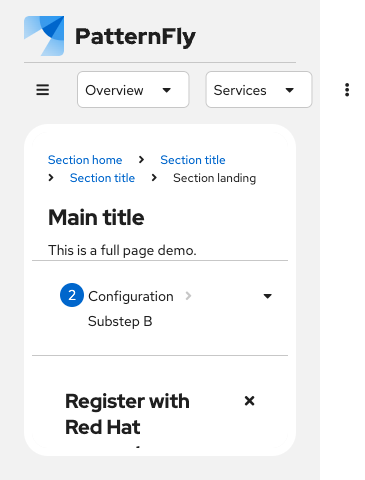 PatternFly
Overview Services
Section home Section title
Section title Section landing
Main title
This is a full page demo.
2 Configuration
Substep B
Register with
Red Hat